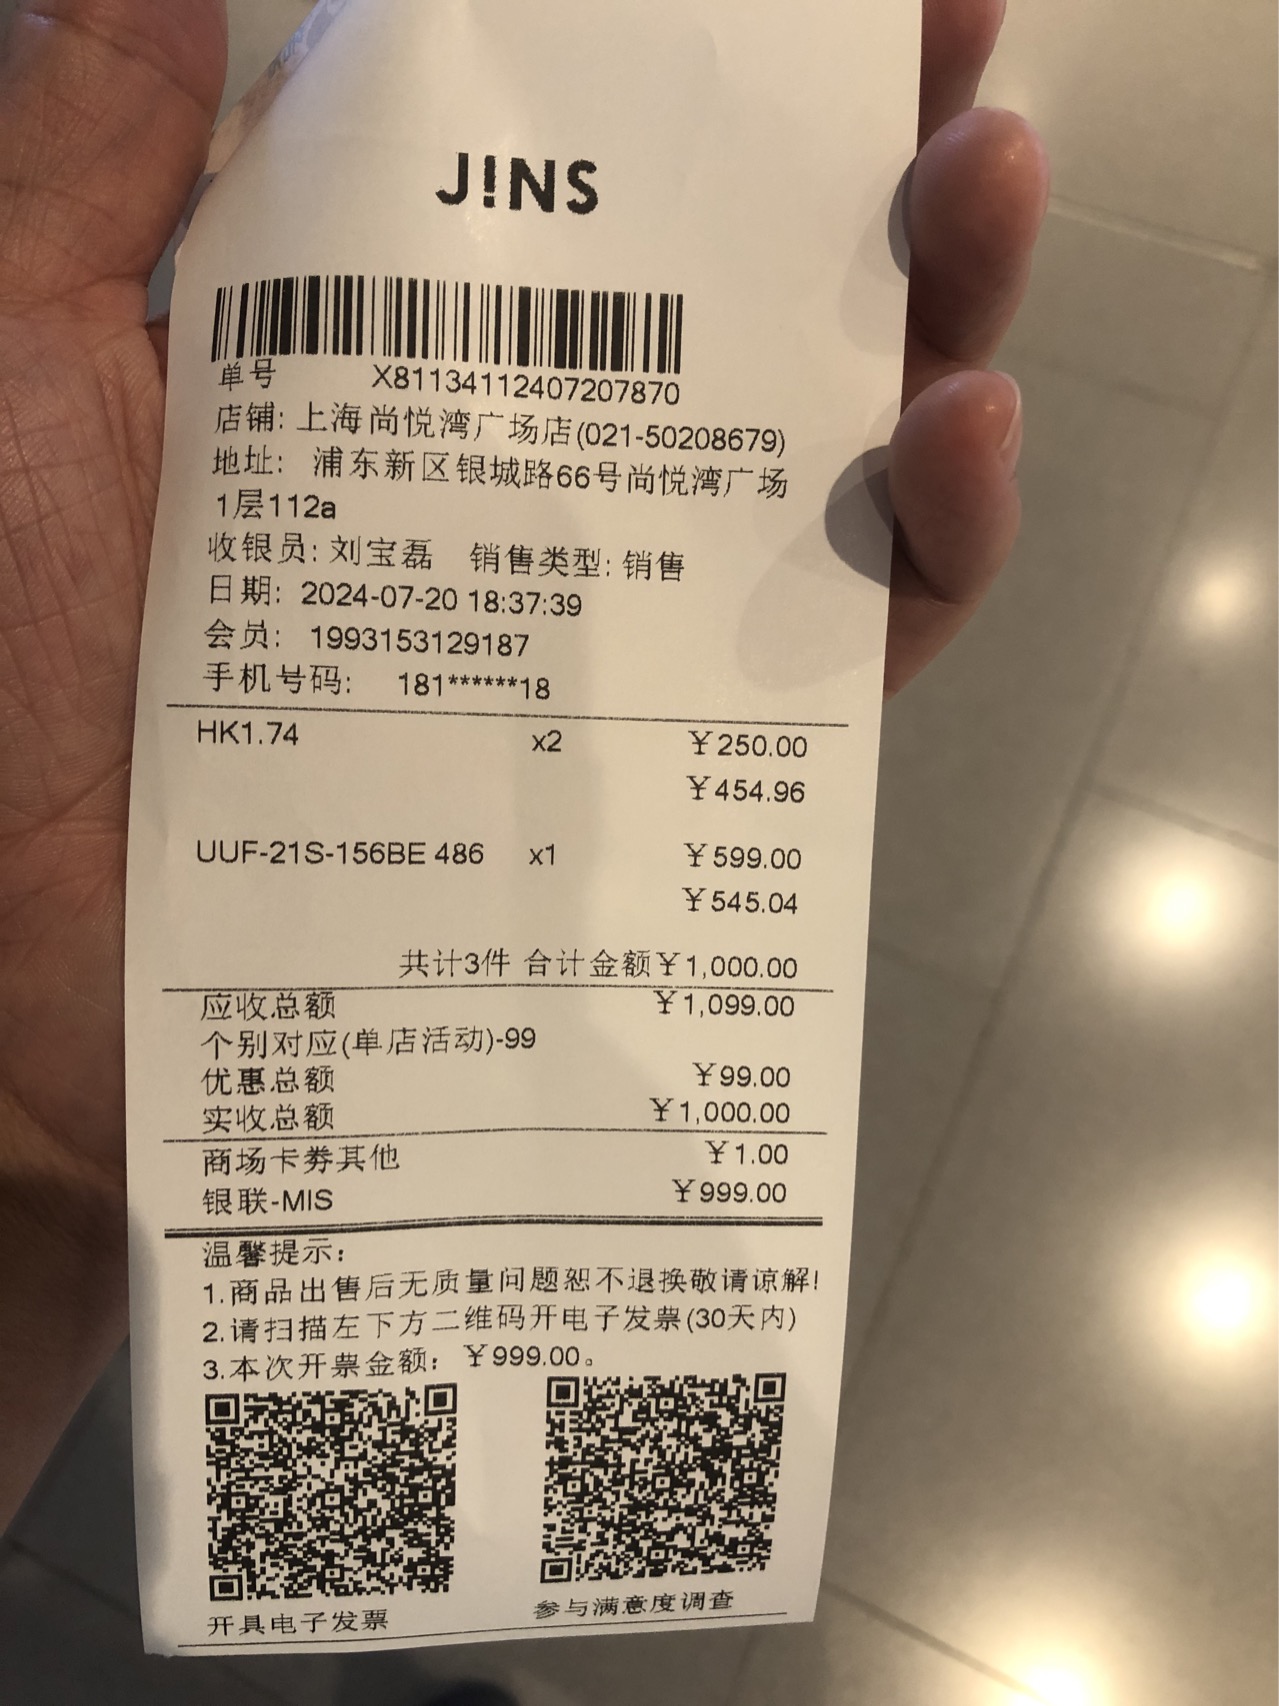 J!NS
单号 X81134112407207870
店铺: 上海尚悦湾广场店(021-50208679)
地址: 浦东新区银城路66号尚悦湾广场
1层112a
收银员: 刘宝磊 销售类型: 销售
日期: 2024-07-20 18:37:39
会员: 1993153129187
手机号码: 181******18
HK1.74 x2 ￥250.00
￥454.96
UUF-21S-156BE 486 x1 ￥599.00
￥545.04
共计3件 合计金额￥1,000.00
应收总额 ￥1,099.00
个别对应(单店活动)-99
优惠总额 ￥99.00
实收总额 ￥1,000.00
商场卡券其他 ￥1.00
银联-MIS ￥999.00
温馨提示:
1.商品出售后无质量问题恕不退换敬请谅解!
2.请扫描左下方二维码开电子发票(30天内)
3.本次开票金额: ￥999.00。
开具电子发票 参与满意度调查